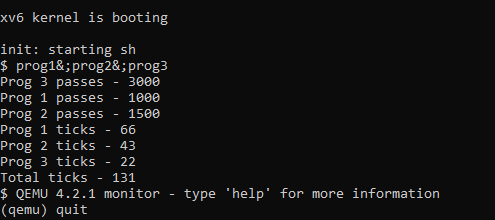 xv6 kernel is booting
init: starting sh
$ prog1&;prog2&;prog3
Prog 3 passes - 3000
Prog 1 passes - 1000
Prog 2 passes - 1500
Prog 1 ticks - 66
Prog 2 ticks - 43
Prog 3 ticks - 22
Total ticks - 131
$ QEMU 4.2.1 monitor - type 'help' for more information
(qemu) quit